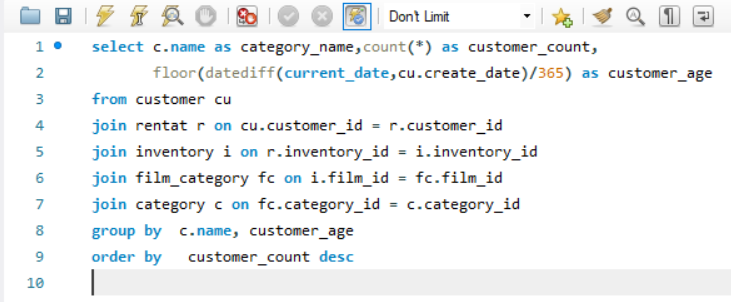 Don't Limit
1 select c.name as category_name,count(*) as customer_count,
2 floor(datediff(current_date,cu.create_date)/365) as customer_age
3 from customer cu
4 join rentat r on cu.customer_id = r.customer_id
5 join inventory i on r.inventory_id = i.inventory_id
6 join film_category fc on i.film_id = fc.film_id
7 join category c on fc.category_id = c.category_id
8 group by  c.name, customer_age
9 order by   customer_count desc
10